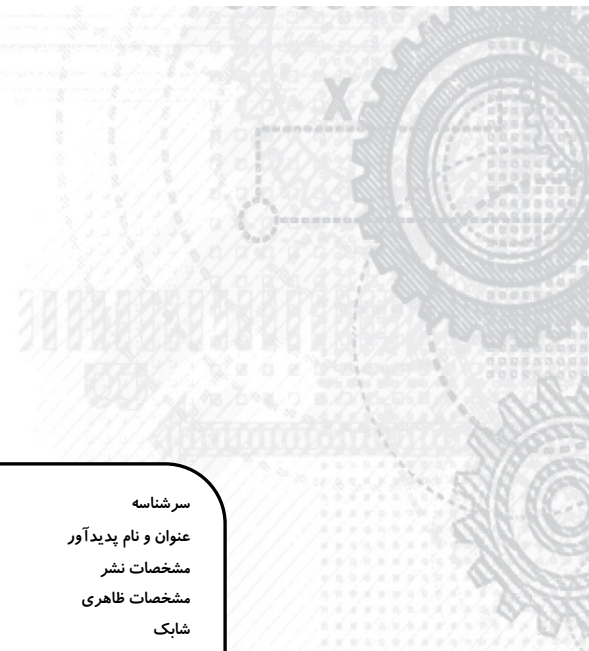 X
سرشناسه
عنوان و نام پدیدآور
مشخصات نشر
مشخصات ظاهری
شابک